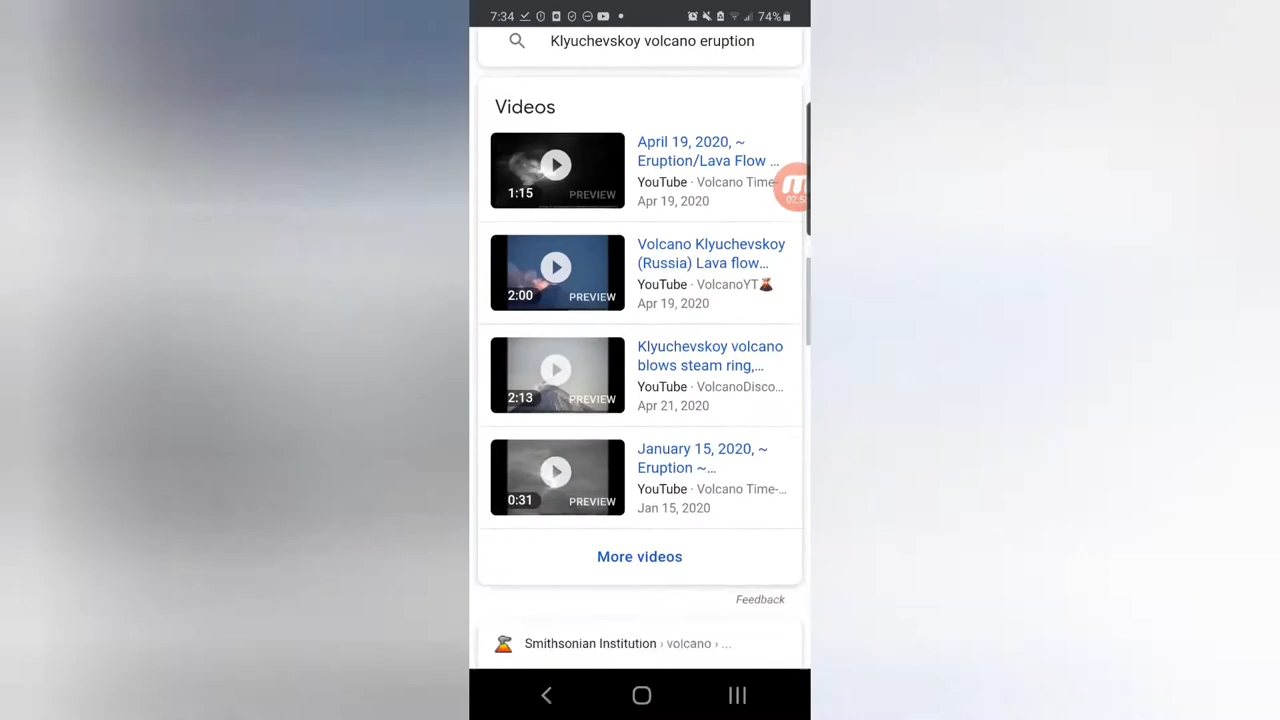 7:34
74%
Klyuchevskoy volcano eruption
Videos
1:15
PREVIEW
April 19, 2020, ~
Eruption/Lava Flow ...
YouTube · Volcano Time-
Apr 19, 2020
02:5
2:00
PREVIEW
Volcano Klyuchevskoy
(Russia) Lava flow...
YouTube · VolcanoYT🌋
Apr 19, 2020
2:13
PREVIEW
Klyuchevskoy volcano
blows steam ring,...
YouTube · VolcanoDisco...
Apr 21, 2020
0:31
PREVIEW
January 15, 2020, ~
Eruption ~...
YouTube · Volcano Time-...
Jan 15, 2020
More videos
Feedback
Smithsonian Institution › volcano › ...